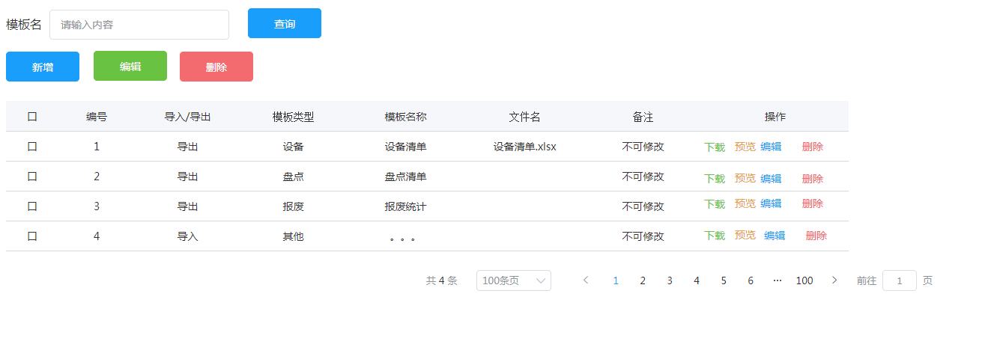 模板名 请输入内容 查询
新增 编辑 删除
口 编号 导入/导出 模板类型 模板名称 文件名 备注 操作
口 1 导出 设备 设备清单 设备清单.xlsx 不可修改 下载 预览 编辑 删除
口 2 导出 盘点 盘点清单 不可修改 下载 预览 编辑 删除
口 3 导出 报废 报废统计 不可修改 下载 预览 编辑 删除
口 4 导入 其他 。。。 不可修改 下载 预览 编辑 删除
共 4 条 100条页 1 2 3 4 5 6 ··· 100 前往 1 页